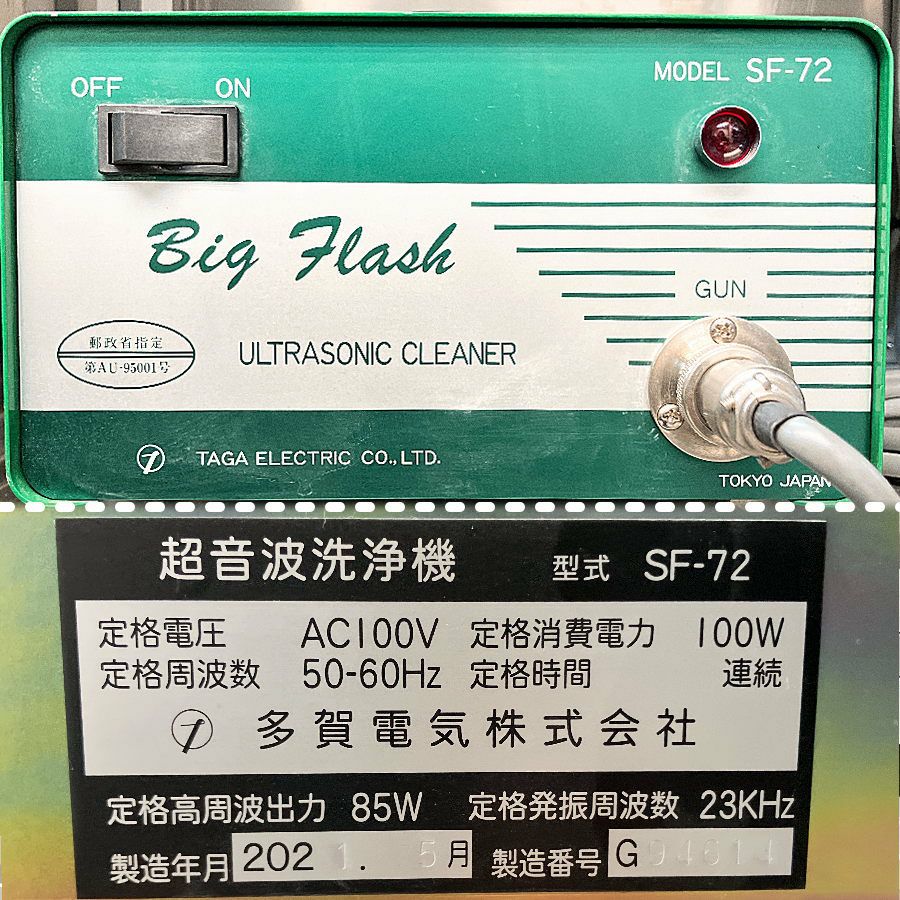 OFF ON MODEL SF-72
Big Flash
GUN
郵政省指定
第AU-95001号
ULTRASONIC CLEANER
TAGA ELECTRIC CO.,LTD.
TOKYO JAPAN
超音波洗浄機 型式 SF-72
定格電圧 AC100V 定格消費電力 100W
定格周波数 50-60Hz 定格時間 連続
多賀電気株式会社
定格高周波出力 85W 定格発振周波数 23KHz
製造年月 2021. 5月 製造番号 G94614